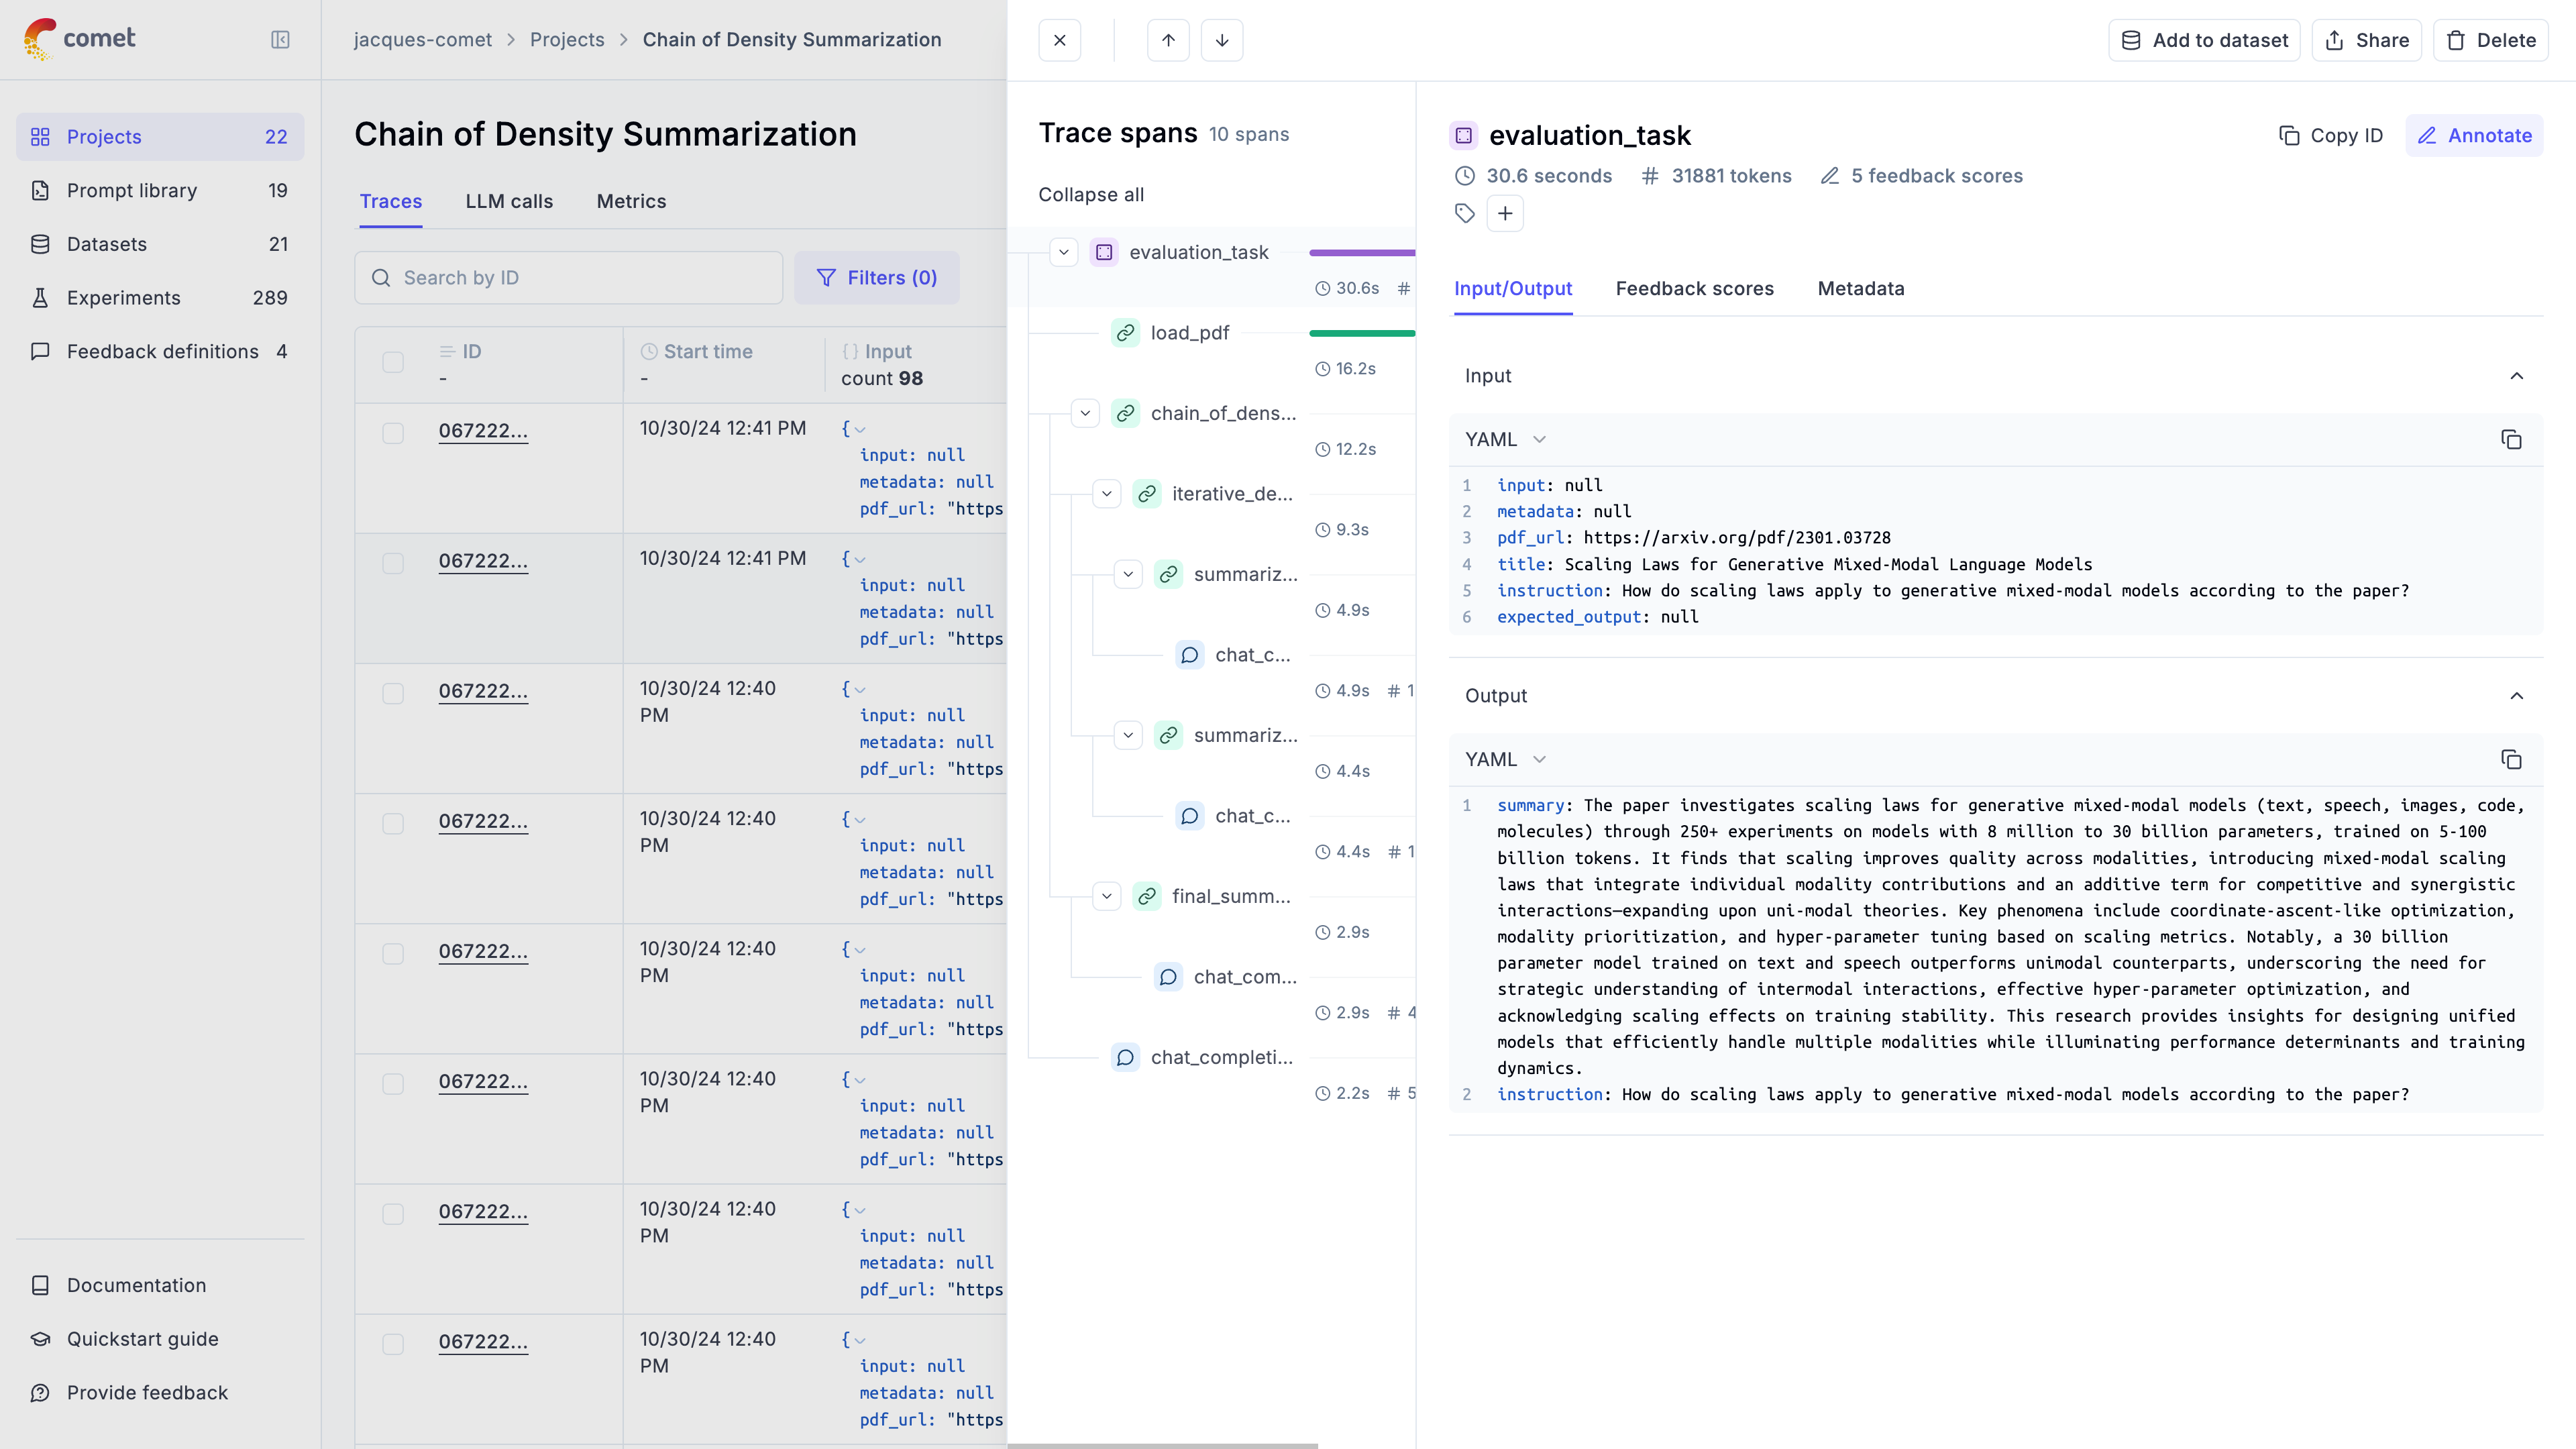 comet
Projects 22
Prompt library 19
Datasets 21
Experiments 289
Feedback definitions 4
Documentation
Quickstart guide
Provide feedback
jacques-comet > Projects > Chain of Density Summarization
Chain of Density Summarization
Traces LLM calls Metrics
Search by ID
Filters (0)
ID Start time Input
- - count 98
067222... 10/30/24 12:41 PM {
input: null
metadata: null
pdf_url: "https
067222... 10/30/24 12:41 PM {
input: null
metadata: null
pdf_url: "https
067222... 10/30/24 12:40 {
PM input: null
metadata: null
pdf_url: "https
067222... 10/30/24 12:40 {
PM input: null
metadata: null
pdf_url: "https
067222... 10/30/24 12:40 {
PM input: null
metadata: null
pdf_url: "https
067222... 10/30/24 12:40 {
PM input: null
metadata: null
pdf_url: "https
067222... 10/30/24 12:40 {
PM input: null
metadata: null
pdf_url: "https
067222... 10/30/24 12:40 {
PM input: null
metadata: null
pdf_url: "https
Add to dataset Share Delete
Trace spans 10 spans
Collapse all
evaluation_task
30.6s #
load_pdf
16.2s
chain_of_dens...
12.2s
iterative_de...
9.3s
summariz...
4.9s
chat_c...
4.9s # 1
summariz...
4.4s
chat_c...
4.4s # 1
final_summ...
2.9s
chat_com...
2.9s # 4
chat_completi...
2.2s # 5
evaluation_task
Copy ID Annotate
30.6 seconds # 31881 tokens 5 feedback scores
Input/Output Feedback scores Metadata
Input
YAML
1 input: null
2 metadata: null
3 pdf_url: https://arxiv.org/pdf/2301.03728
4 title: Scaling Laws for Generative Mixed-Modal Language Models
5 instruction: How do scaling laws apply to generative mixed-modal models according to the paper?
6 expected_output: null
Output
YAML
1 summary: The paper investigates scaling laws for generative mixed-modal models (text, speech, images, code,
molecules) through 250+ experiments on models with 8 million to 30 billion parameters, trained on 5-100
billion tokens. It finds that scaling improves quality across modalities, introducing mixed-modal scaling
laws that integrate individual modality contributions and an additive term for competitive and synergistic
interactions—expanding upon uni-modal theories. Key phenomena include coordinate-ascent-like optimization,
modality prioritization, and hyper-parameter tuning based on scaling metrics. Notably, a 30 billion
parameter model trained on text and speech outperforms unimodal counterparts, underscoring the need for
strategic understanding of intermodal interactions, effective hyper-parameter optimization, and
acknowledging scaling effects on training stability. This research provides insights for designing unified
models that efficiently handle multiple modalities while illuminating performance determinants and training
dynamics.
2 instruction: How do scaling laws apply to generative mixed-modal models according to the paper?